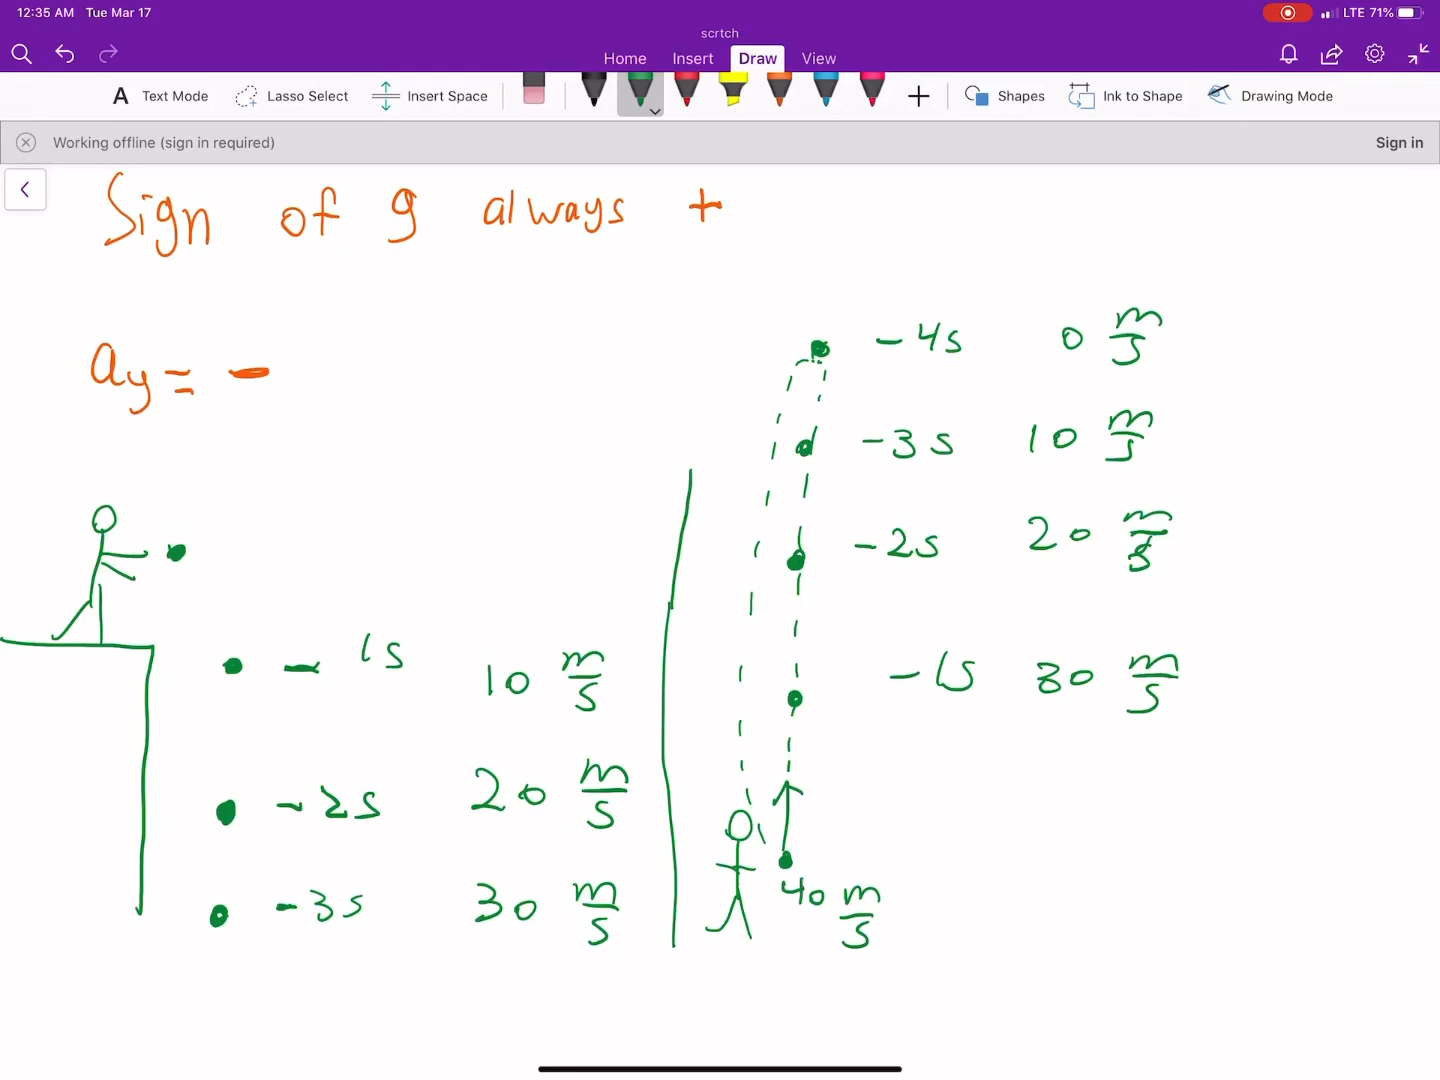 12:35 AM Tue Mar 17
LTE 71%
scrtch
Home Insert Draw View
Text Mode Lasso Select Insert Space Shapes Ink to Shape Drawing Mode
Working offline (sign in required) Sign in
Sign of g always +
ay = -
- 4s 0 m/s
- 3s 10 m/s
- 2s 20 m/s
- 1s 30 m/s
40 m/s
- 1s 10 m/s
- 2s 20 m/s
- 3s 30 m/s